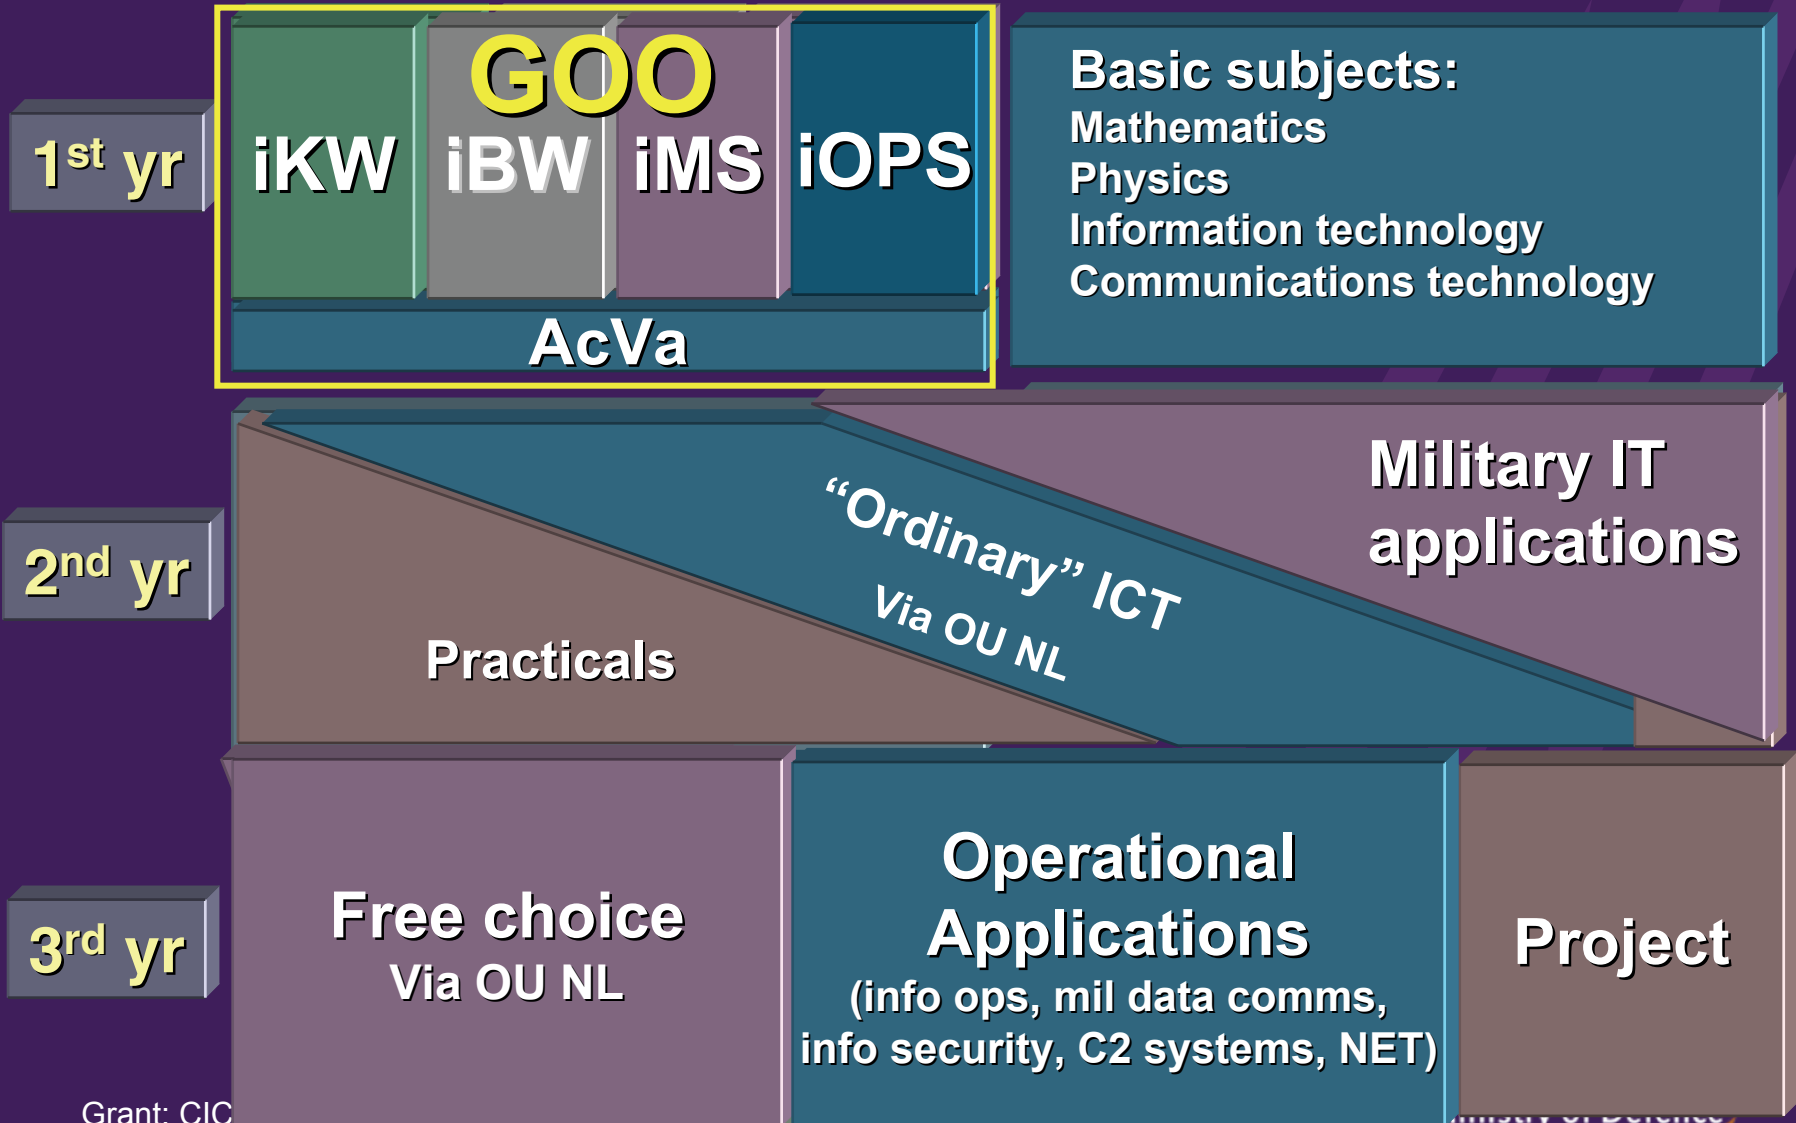 GOO
1st yr
iKW iBW iMS iOPS
AcVa
Basic subjects:
Mathematics
Physics
Information technology
Communications technology
2nd yr
Practicals
“Ordinary” ICT
Via OU NL
Military IT
applications
3rd yr
Free choice
Via OU NL
Operational
Applications
(info ops, mil data comms,
info security, C2 systems, NET)
Project
Grant: CIC
of Defence